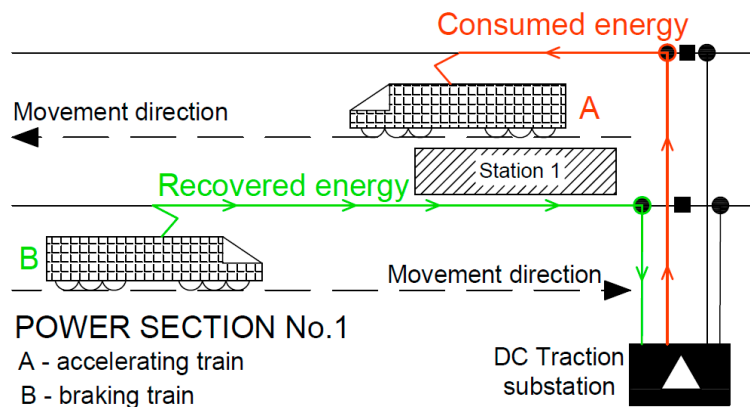 Consumed energy
Movement direction
A
Station 1
Recovered energy
B
Movement direction
POWER SECTION No.1
A - accelerating train
B - braking train
DC Traction
substation